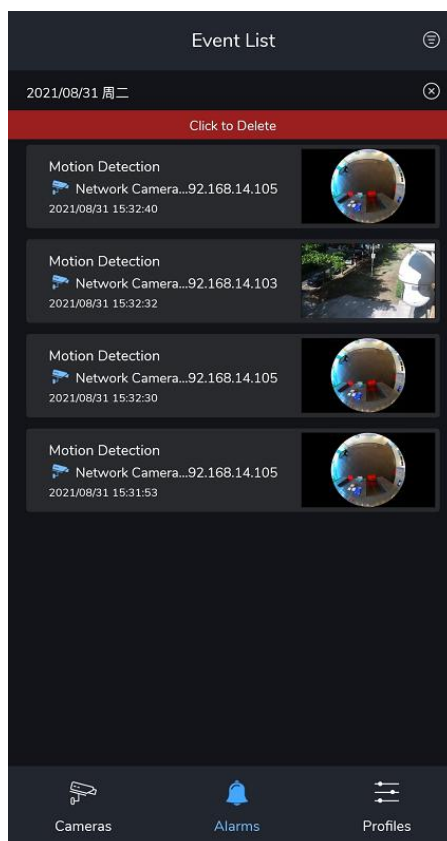 Event List
2021/08/31 周二
Click to Delete
Motion Detection
Network Camera...92.168.14.105
2021/08/31 15:32:40
Motion Detection
Network Camera...92.168.14.103
2021/08/31 15:32:32
Motion Detection
Network Camera...92.168.14.105
2021/08/31 15:32:30
Motion Detection
Network Camera...92.168.14.105
2021/08/31 15:31:53
Cameras
Alarms
Profiles